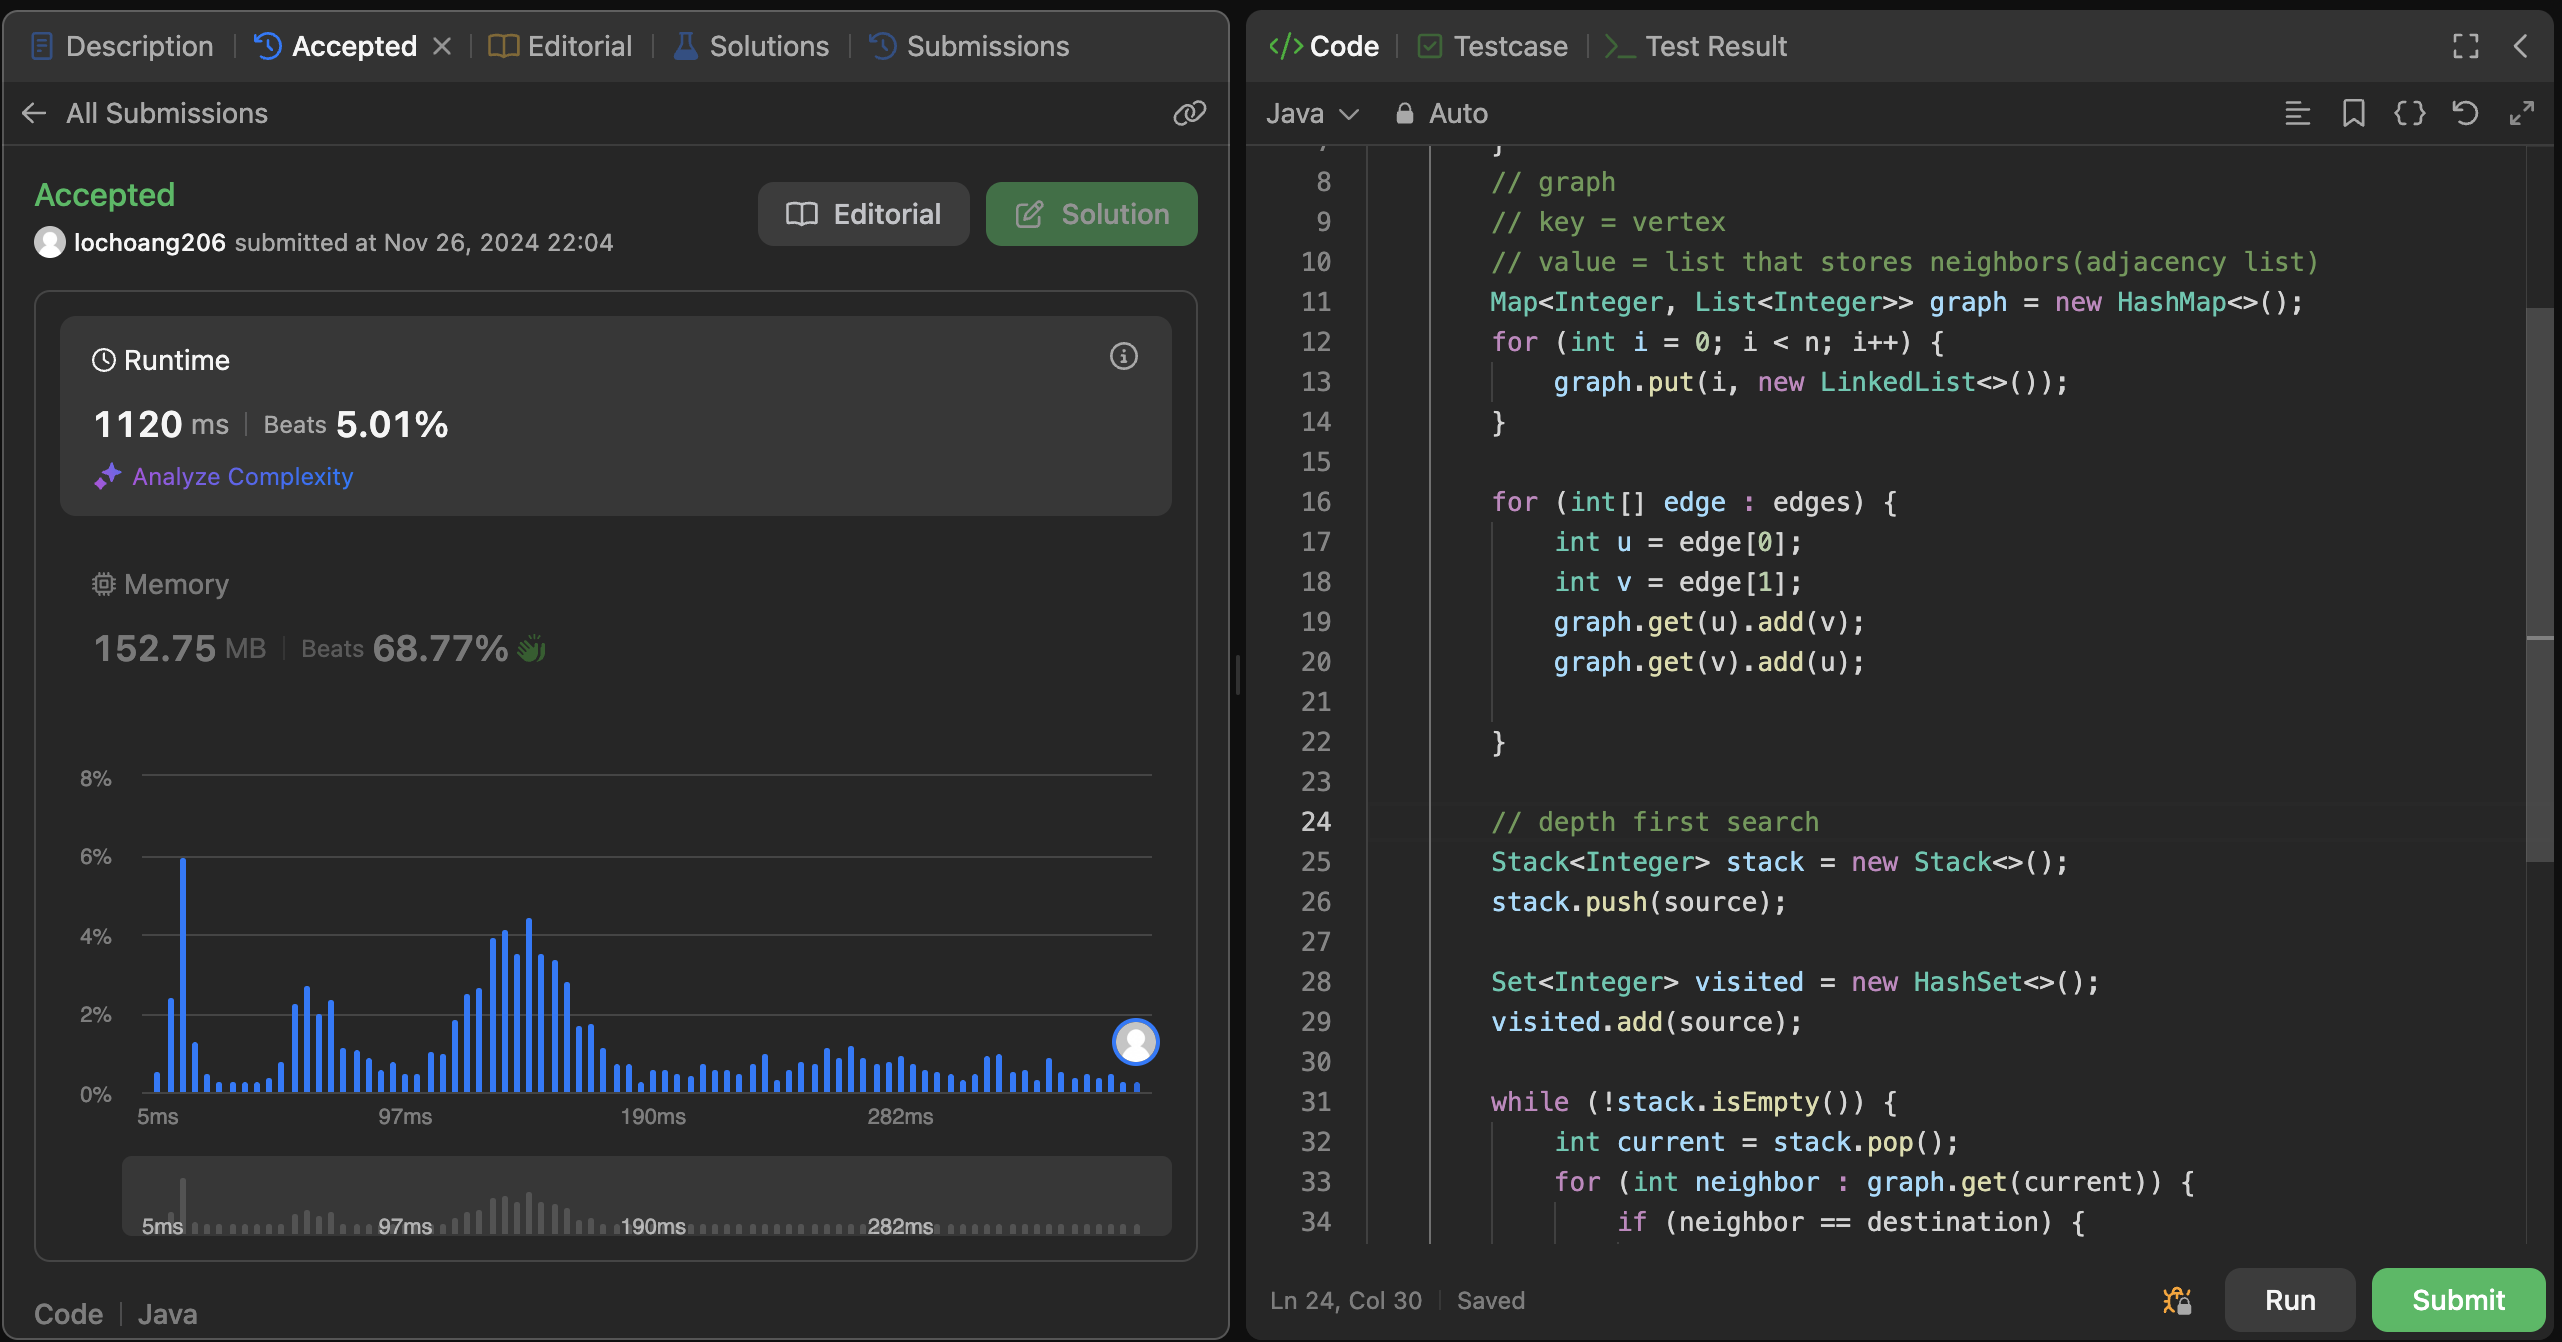 Description
Accepted
Editorial
Solutions
Submissions
All Submissions
Accepted
lochoang206 submitted at Nov 26, 2024 22:04
Editorial
Solution
Runtime
1120 ms
Beats 5.01%
Analyze Complexity
Memory
152.75 MB
Beats 68.77%
8%
6%
4%
2%
0%
5ms 97ms 190ms 282ms
5ms 97ms 190ms 282ms
Code
Java
Code
Testcase
Test Result
Java
Auto
7 }
8 // graph
9 // key = vertex
10 // value = list that stores neighbors(adjacency list)
11 Map<Integer, List<Integer>> graph = new HashMap<>();
12 for (int i = 0; i < n; i++) {
13 graph.put(i, new LinkedList<>());
14 }
15
16 for (int[] edge : edges) {
17 int u = edge[0];
18 int v = edge[1];
19 graph.get(u).add(v);
20 graph.get(v).add(u);
21
22 }
23
24 // depth first search
25 Stack<Integer> stack = new Stack<>();
26 stack.push(source);
27
28 Set<Integer> visited = new HashSet<>();
29 visited.add(source);
30
31 while (!stack.isEmpty()) {
32 int current = stack.pop();
33 for (int neighbor : graph.get(current)) {
34 if (neighbor == destination) {
Ln 24, Col 30
Saved
Run
Submit